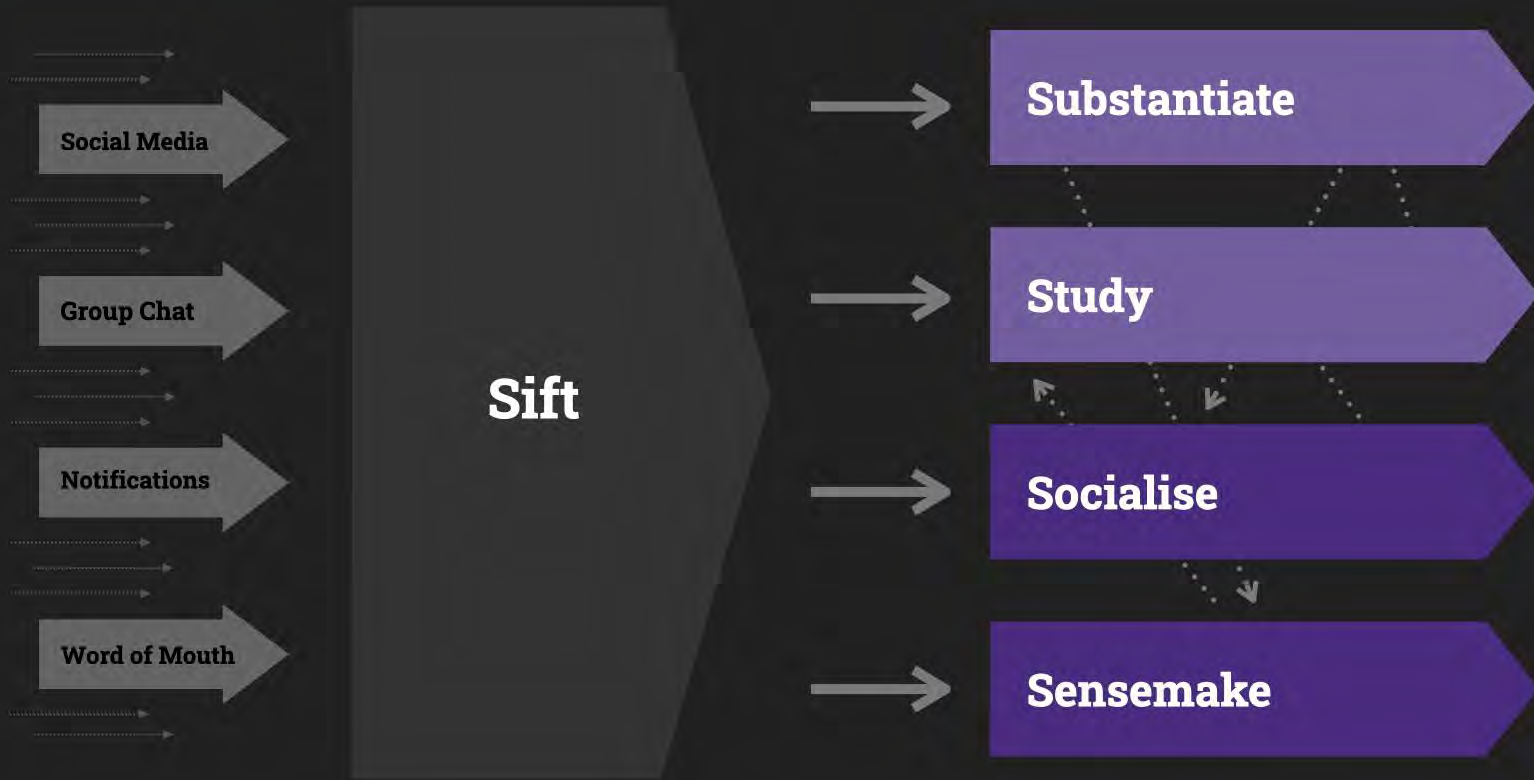 Social Media
Group Chat
Notifications
Word of Mouth
Sift
Substantiate
Study
Socialise
Sensemake